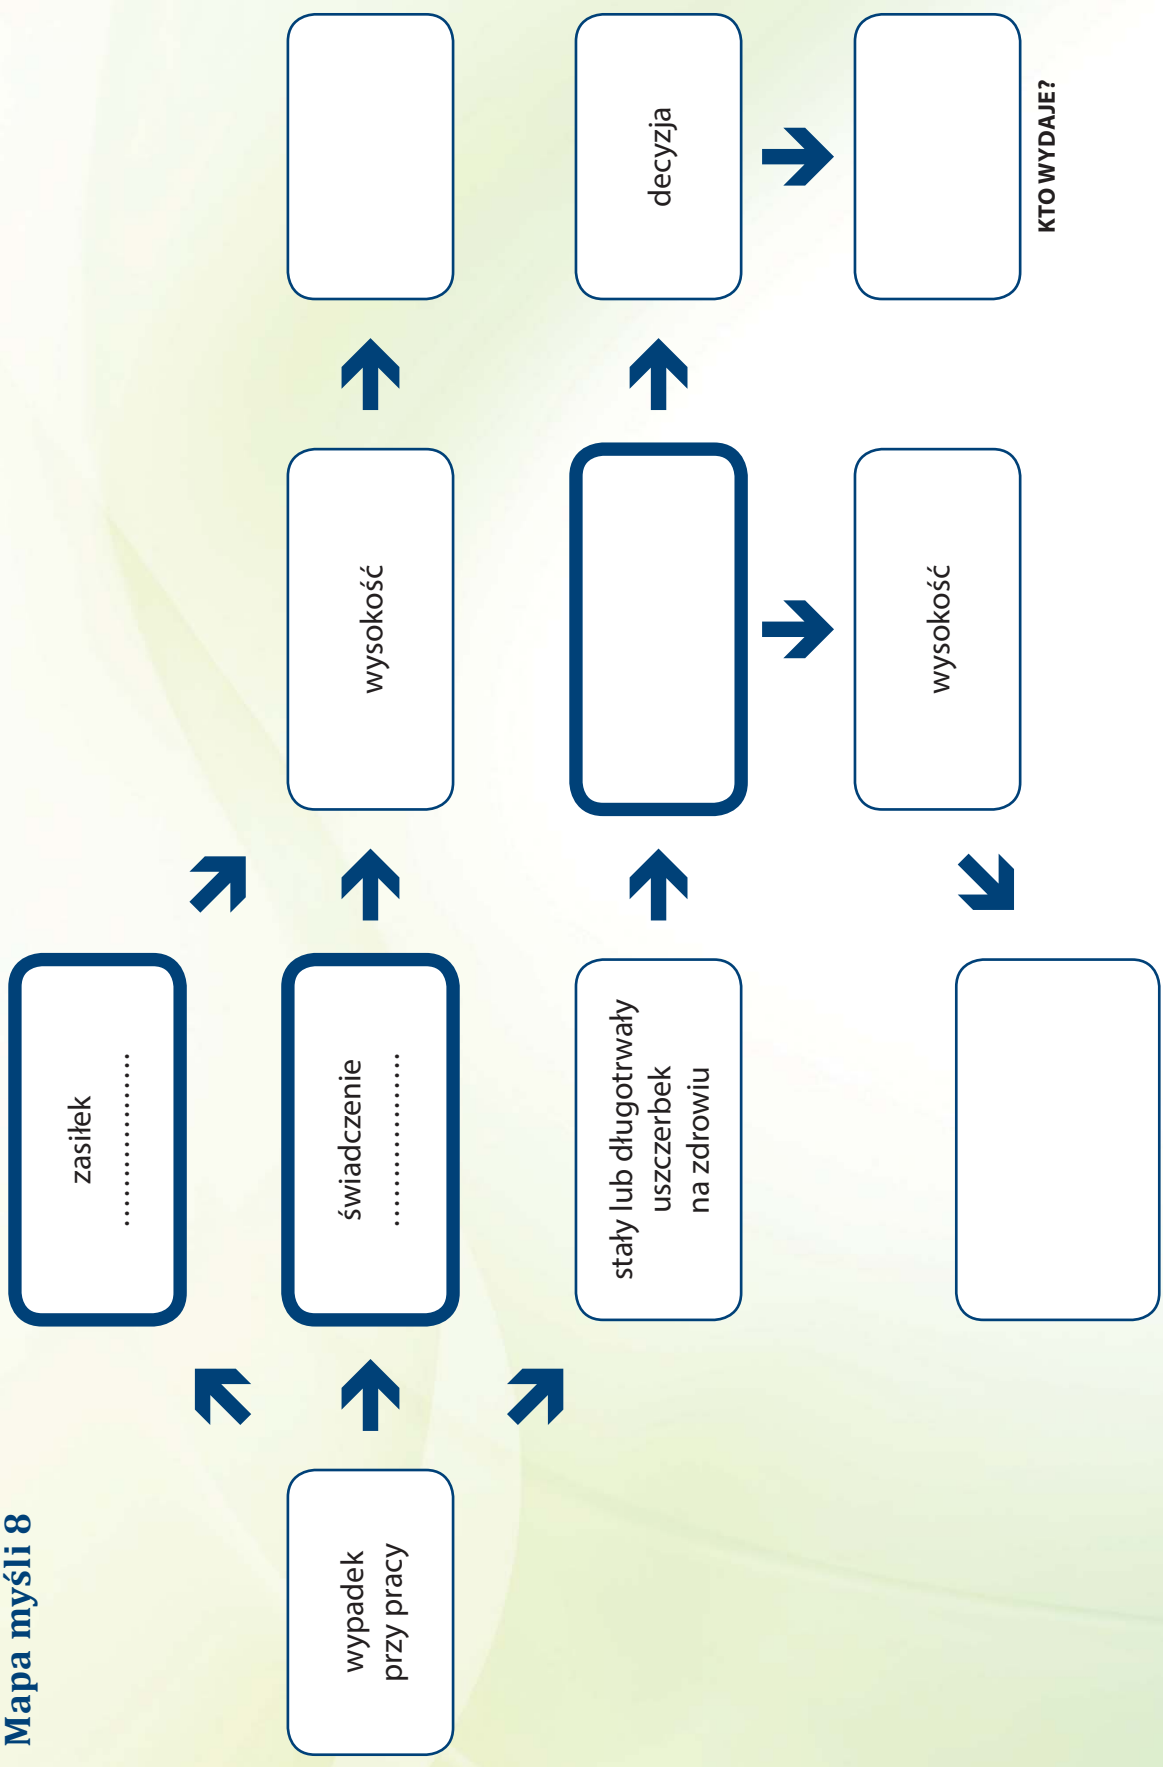 Mapa myśli 8
wypadek
przy pracy
zasiłek
..................
świadczenie
..................
stały lub długotrwały
uszczerbek
na zdrowiu
wysokość
wysokość
decyzja
KTO WYDAJE?